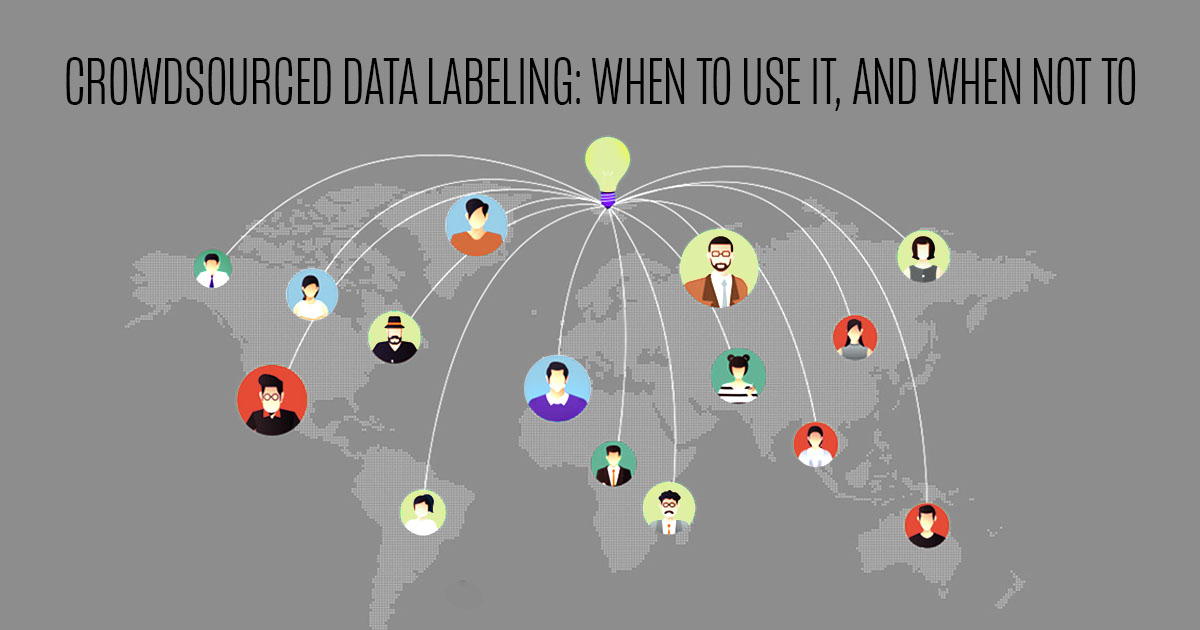 CROWDSOURCED DATA LABELING: WHEN TO USE IT, AND WHEN NOT TO